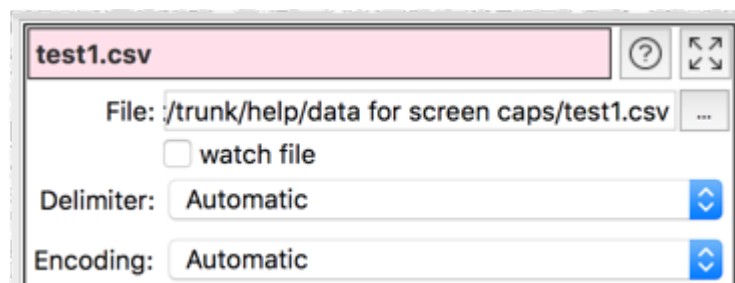 test1.csv
File: :/trunk/help/data for screen caps/test1.csv ...
watch file
Delimiter: Automatic
Encoding: Automatic